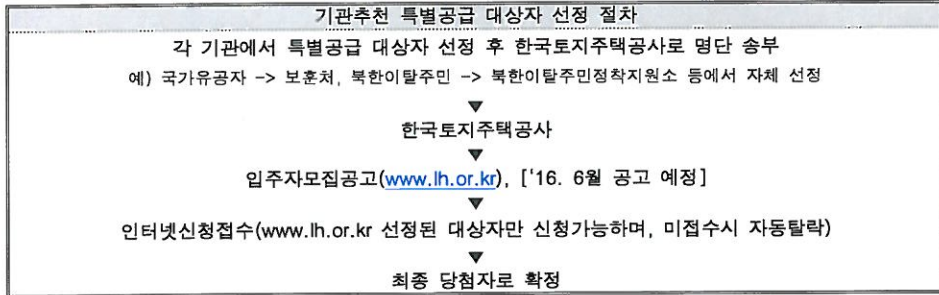 기관추천 특별공급 대상자 선정 절차
각 기관에서 특별공급 대상자 선정 후 한국토지주택공사로 명단 송부
예) 국가유공자 -> 보훈처, 북한이탈주민 -> 북한이탈주민정착지원소 등에서 자체 선정
▼
한국토지주택공사
▼
입주자모집공고(www.lh.or.kr), ['16. 6월 공고 예정]
▼
인터넷신청접수(www.lh.or.kr 선정된 대상자만 신청가능하며, 미접수시 자동탈락)
▼
최종 당첨자로 확정